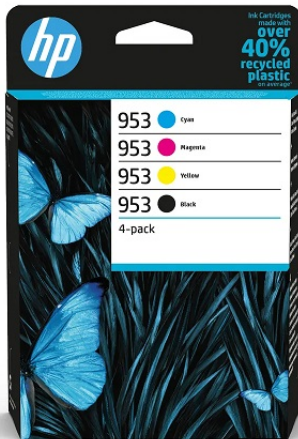 hp
Ink Cartridges
made with
over
40%
recycled
plastic
on average*
953 Cyan
953 Magenta
953 Yellow
953 Black
4-pack